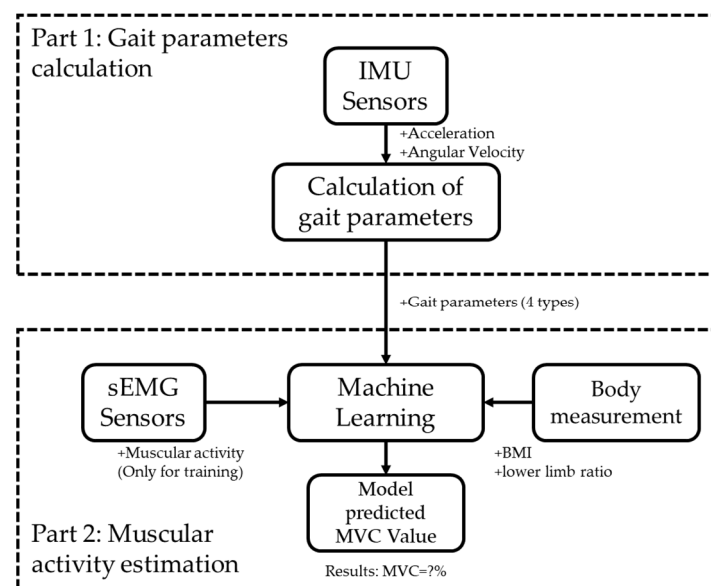 Part 1: Gait parameters
calculation
IMU
Sensors
+Acceleration
+Angular Velocity
Calculation of
gait parameters
+Gait parameters (4 types)
sEMG
Sensors
Machine
Learning
Body
measurement
+Muscular activity
(Only for training)
+BMI
+lower limb ratio
Model
predicted
MVC Value
Part 2: Muscular
activity estimation
Results: MVC=?%